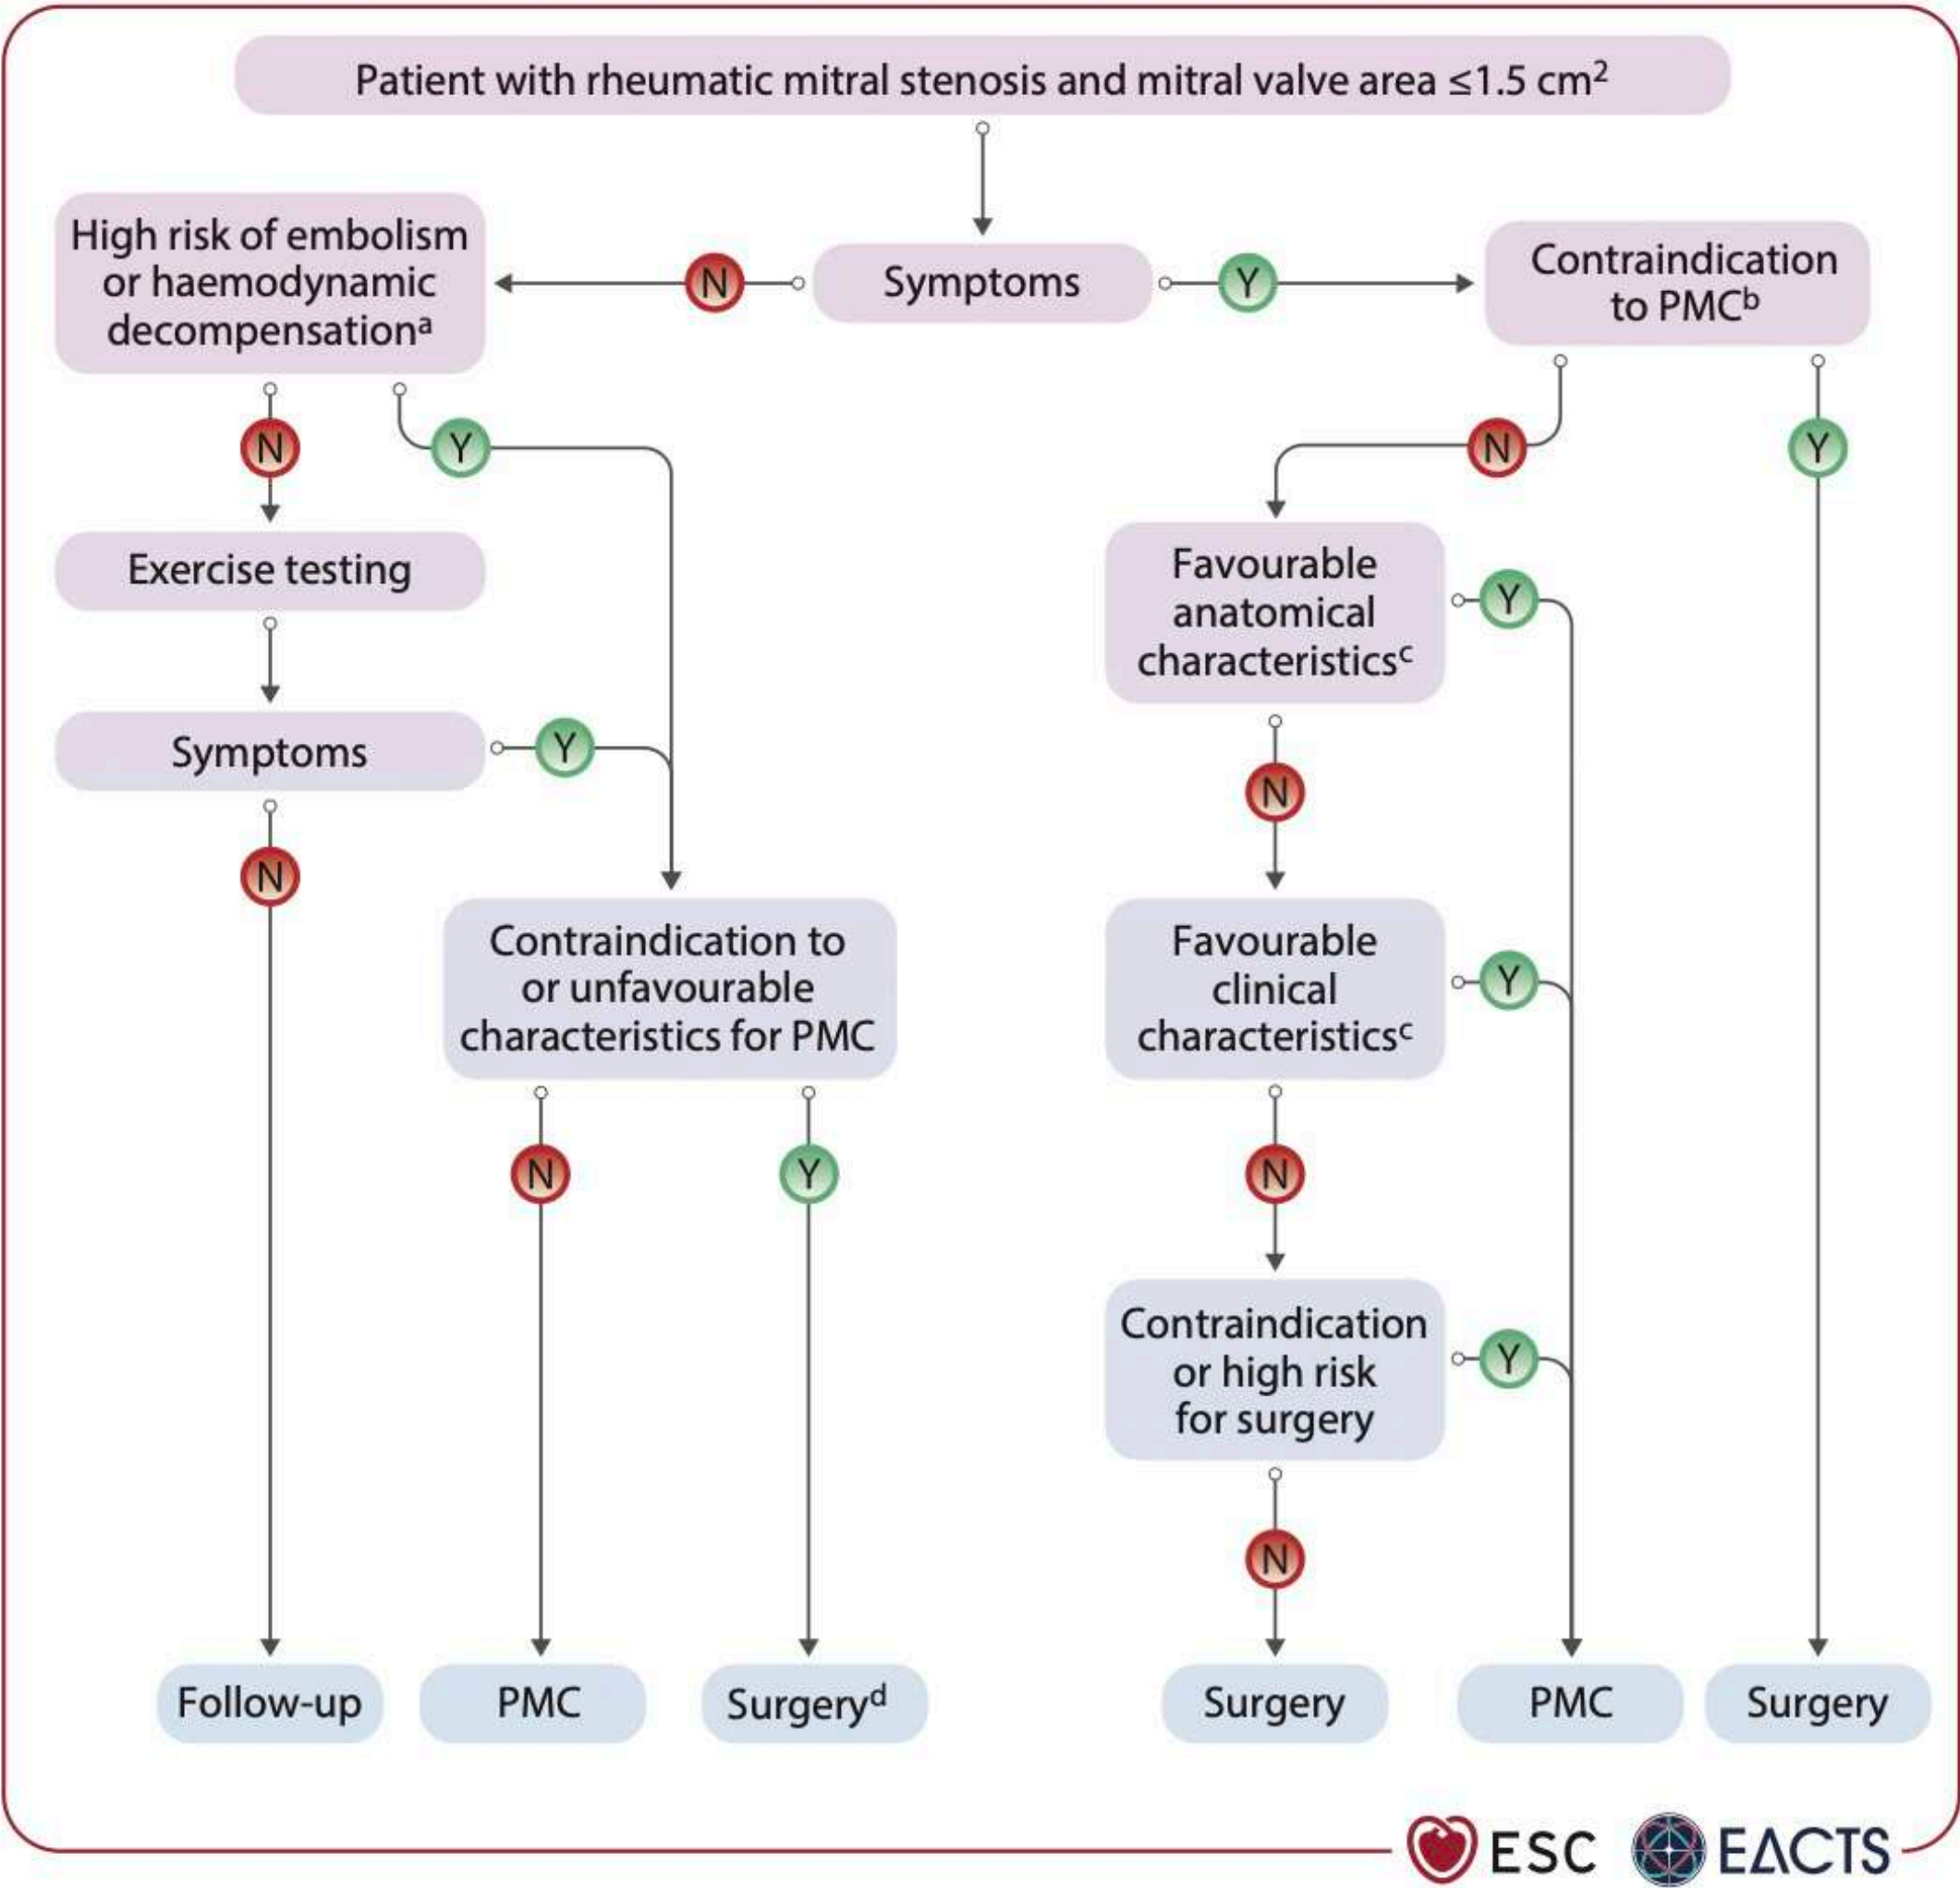 Patient with rheumatic mitral stenosis and mitral valve area ≤1.5 cm²
High risk of embolism
or haemodynamic
decompensationᵃ
N
Symptoms
Y
Contraindication
to PMCᵇ
N
Y
N
Y
Exercise testing
Favourable
anatomical
characteristicsᶜ
Y
Symptoms
Y
N
N
Contraindication to
or unfavourable
characteristics for PMC
Favourable
clinical
characteristicsᶜ
Y
N
Y
N
Contraindication
or high risk
for surgery
Y
N
Follow-up
PMC
Surgeryᵈ
Surgery
PMC
Surgery
ESC
EACTS